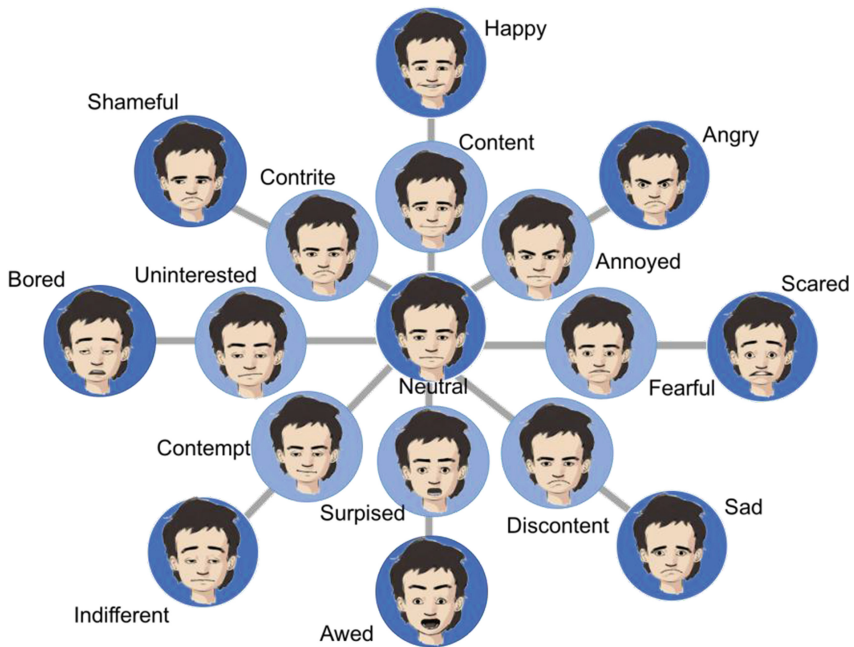 Happy
Shameful
Angry
Content
Contrite
Annoyed
Bored
Uninterested
Scared
Neutral
Fearful
Contempt
Surpised
Discontent
Sad
Indifferent
Awed